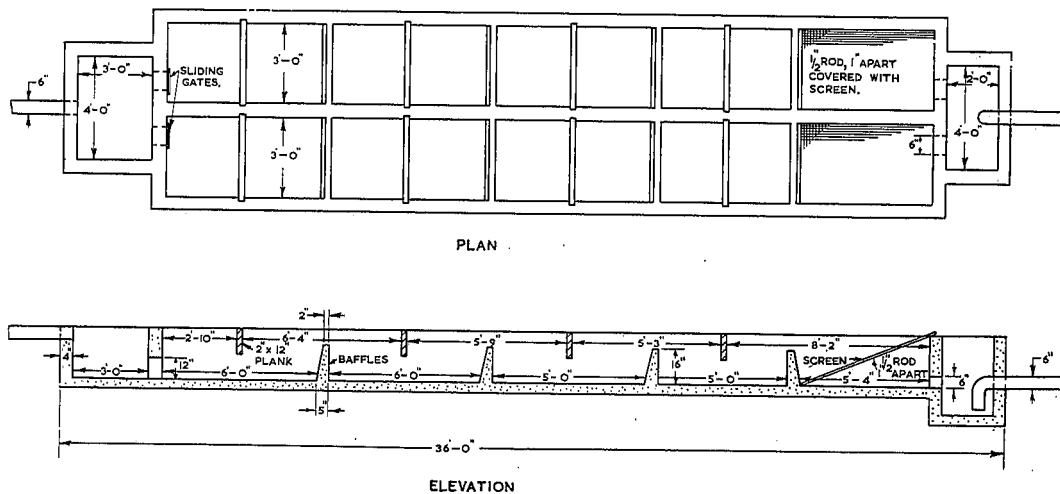 6"
3'-0"
4'-0"
SLIDING
GATES.
3'-0"
3'-0"
1/2" ROD, 1" APART
COVERED WITH
SCREEN.
2'-0"
4'-0"
6"
PLAN
2"
2'-10"
6'-4"
5'-9"
5'-3"
8'-2"
4"
3'-0"
12"
2" x 12"
PLANK
BAFFLES
16"
SCREEN
1/2" ROD
1" APART
6"
6"
6'-0"
6'-0"
5'-0"
5'-0"
5'-4"
5"
36'-0"
ELEVATION